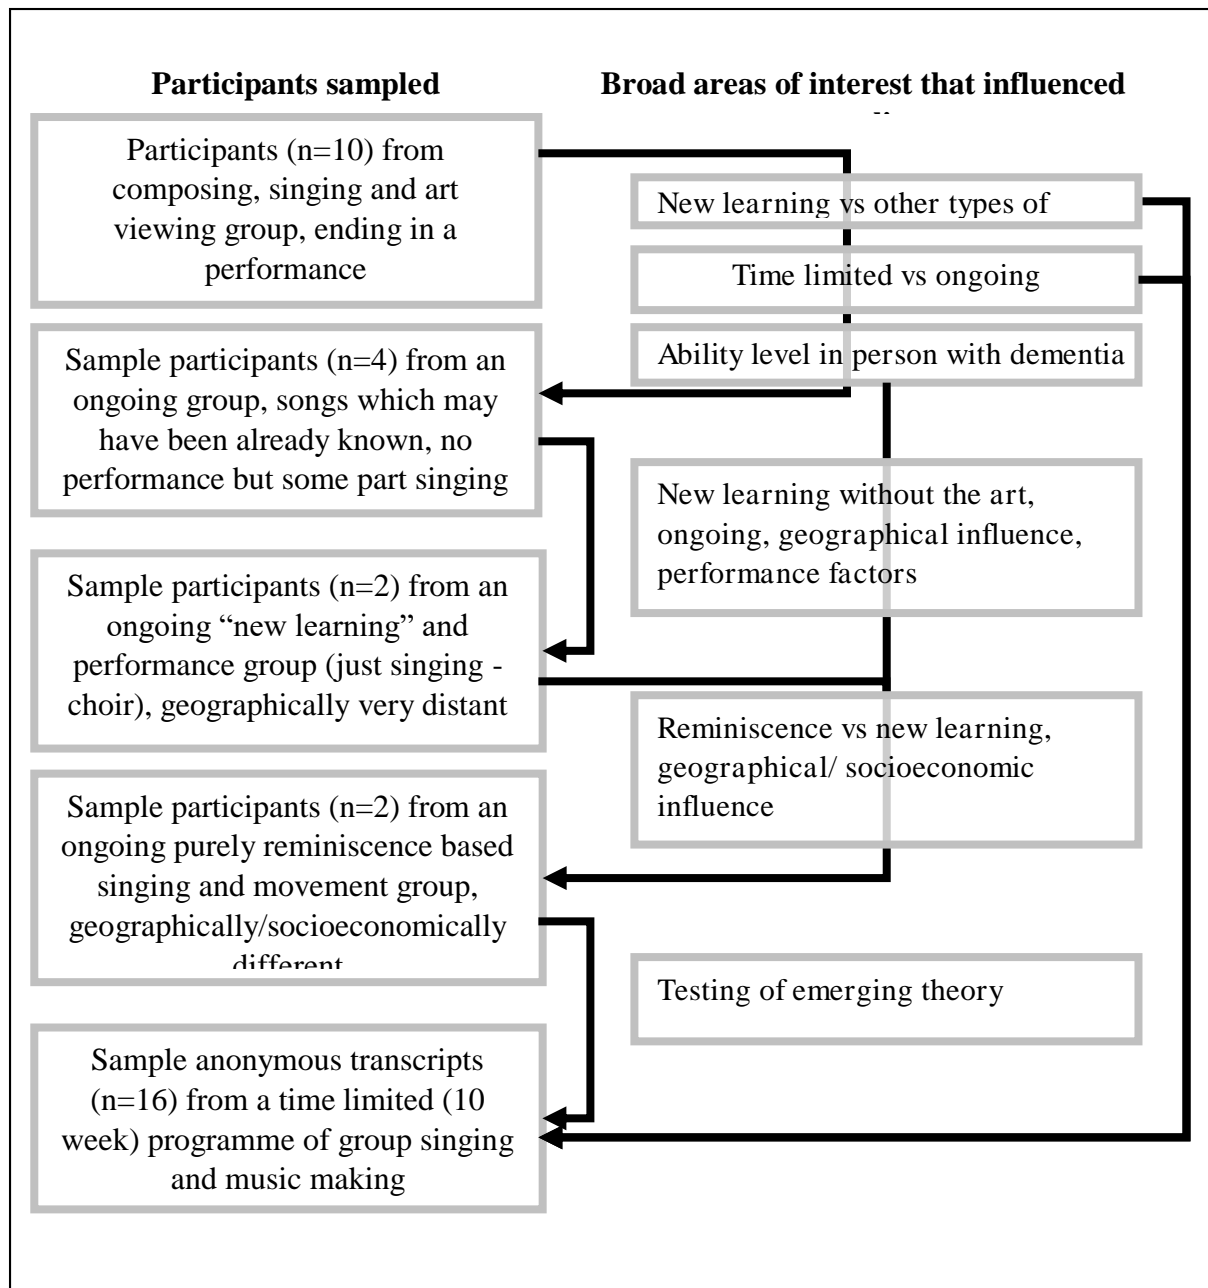 Participants sampled
Broad areas of interest that influenced
Participants (n=10) from
composing, singing and art
viewing group, ending in a
performance
Sample participants (n=4) from an
ongoing group, songs which may
have been already known, no
performance but some part singing
Sample participants (n=2) from an
ongoing “new learning” and
performance group (just singing -
choir), geographically very distant
Sample participants (n=2) from an
ongoing purely reminiscence based
singing and movement group,
geographically/socioeconomically
different
Sample anonymous transcripts
(n=16) from a time limited (10
week) programme of group singing
and music making
New learning vs other types of
Time limited vs ongoing
Ability level in person with dementia
New learning without the art,
ongoing, geographical influence,
performance factors
Reminiscence vs new learning,
geographical/ socioeconomic
influence
Testing of emerging theory